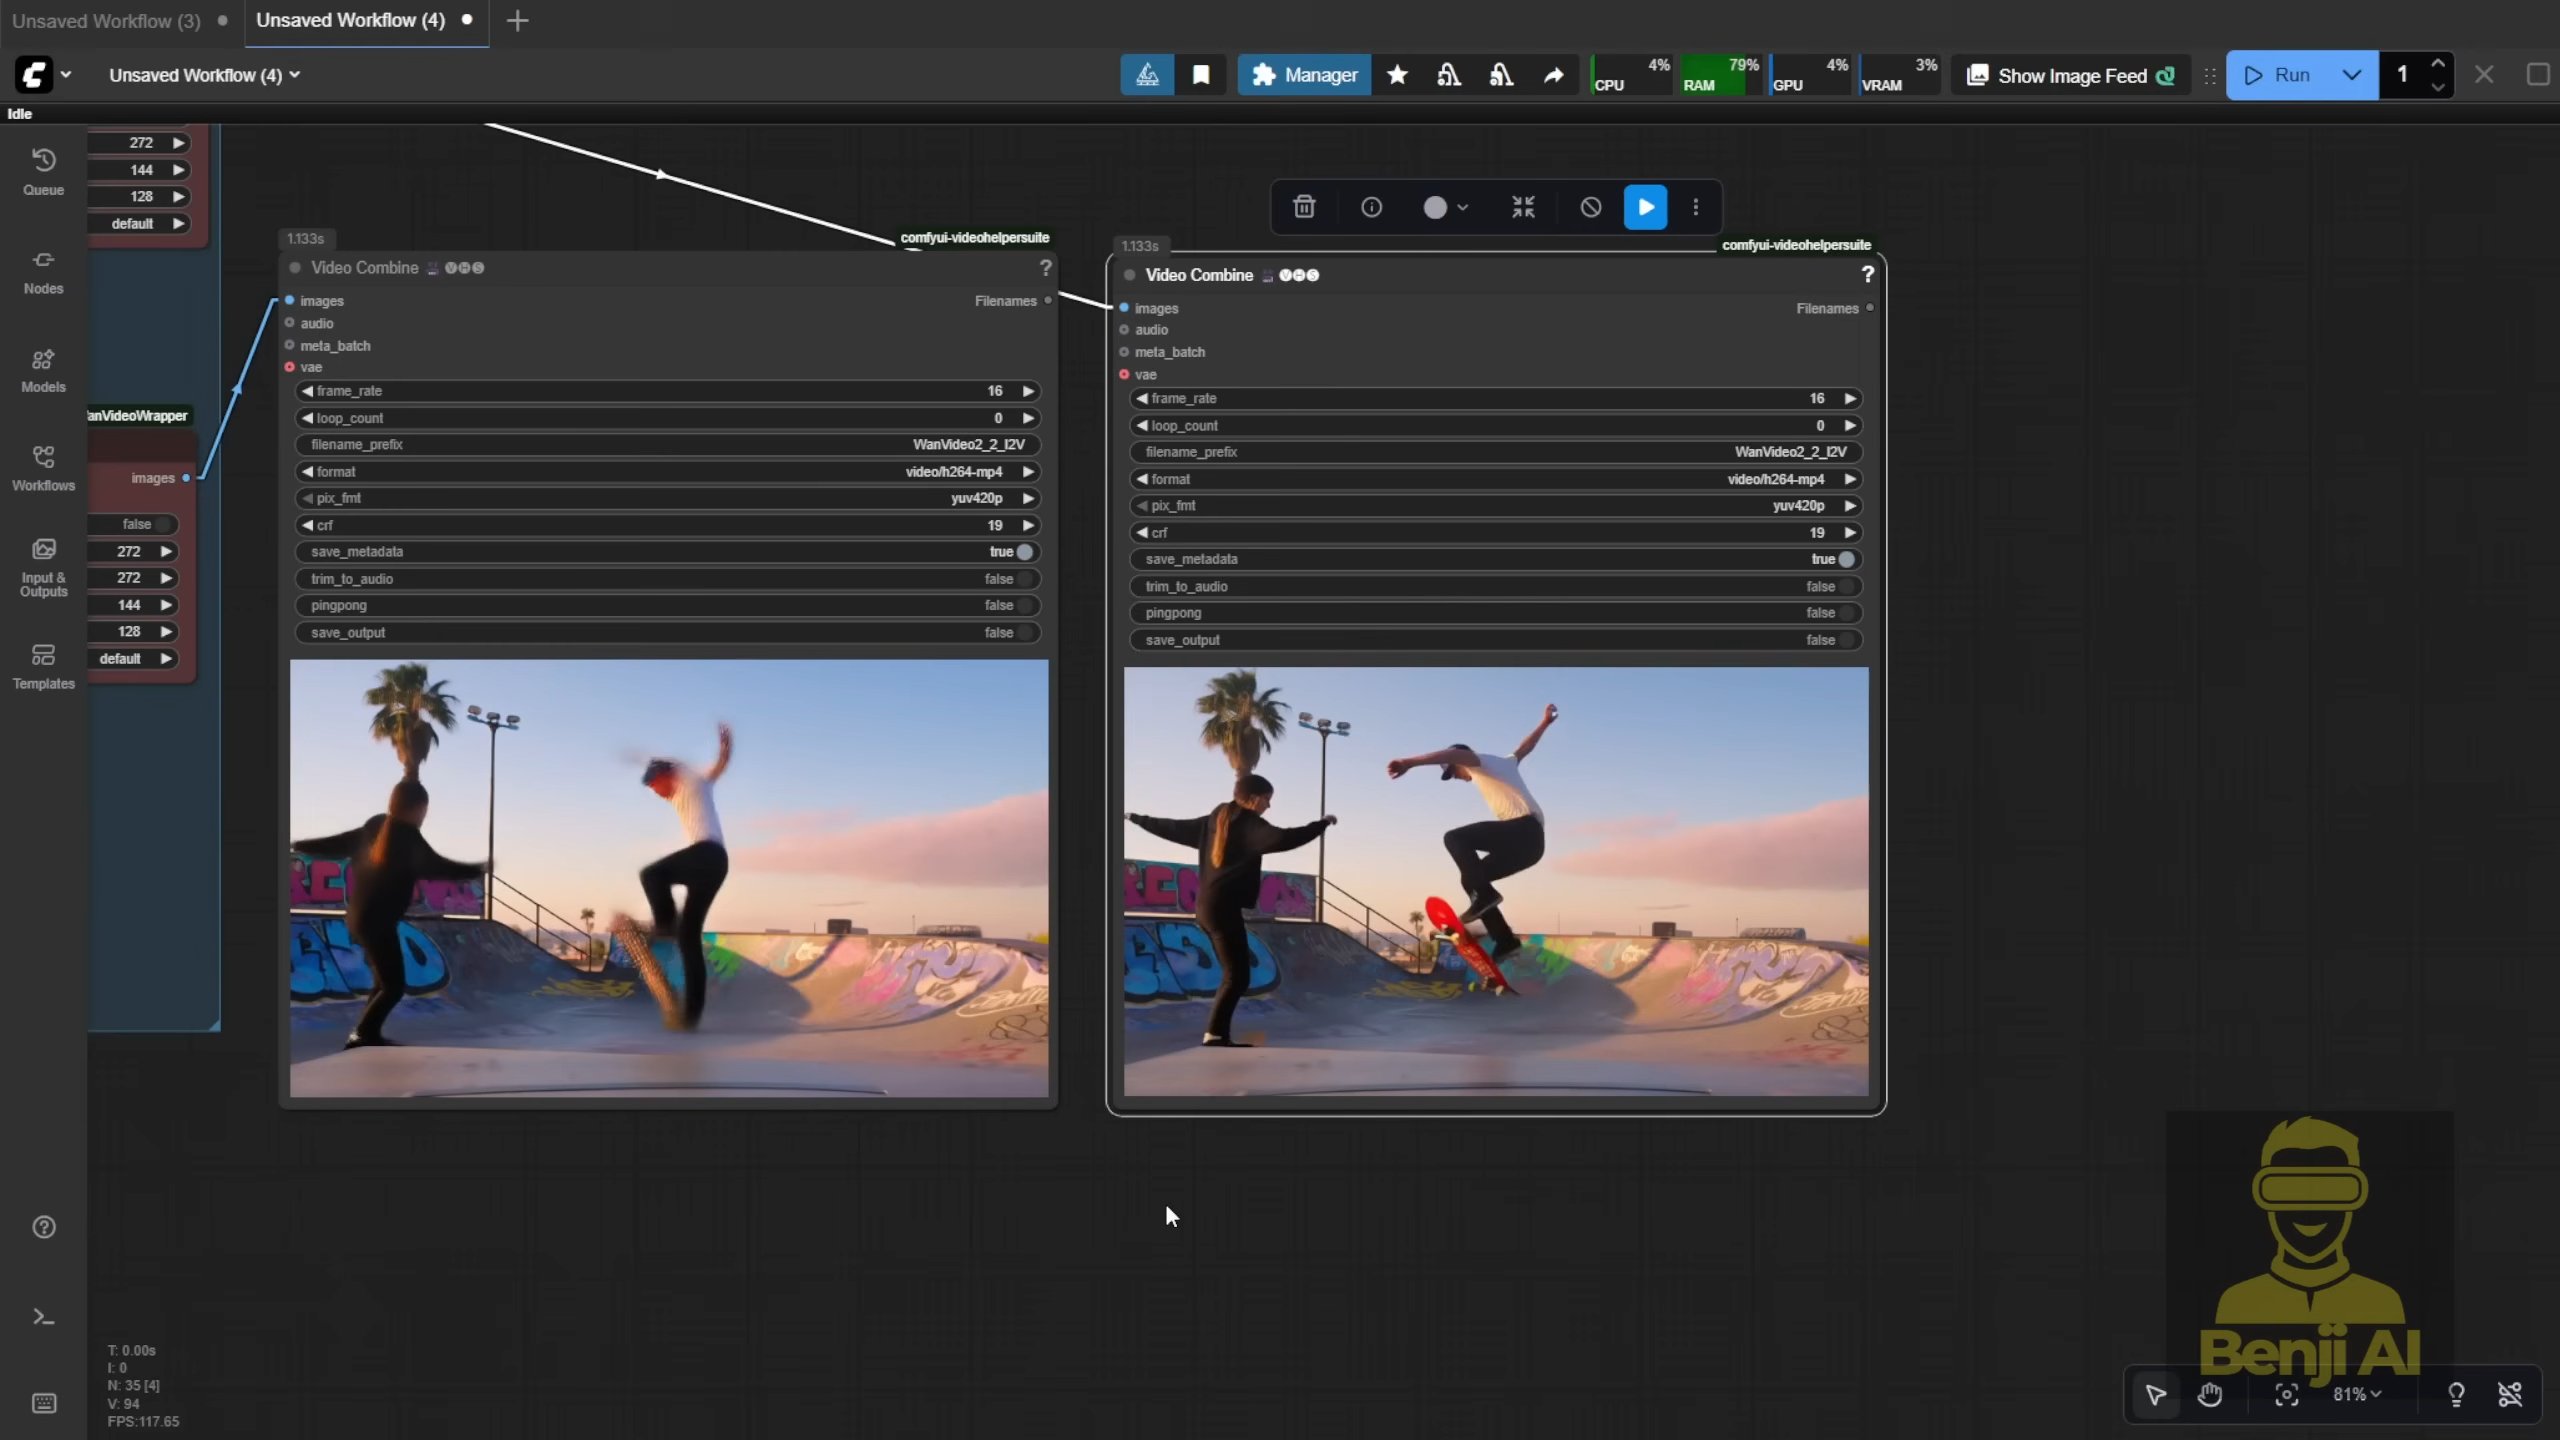 Unsaved Workflow (3)
Unsaved Workflow (4)
Unsaved Workflow (4)
Manager
CPU 4%
RAM 79%
GPU 4%
VRAM 3%
Show Image Feed
Run
1
Idle
Queue
Nodes
Models
Workflows
Input &
Outputs
Templates
272
144
128
default
anVideoWrapper
images
false
272
272
144
128
default
1.133s
comfyui-videohelpersuite
Video Combine VHS
?
images
Filenames
audio
meta_batch
vae
frame_rate 16
loop_count 0
filename_prefix WanVideo2_2_I2V
format video/h264-mp4
pix_fmt yuv420p
crf 19
save_metadata true
trim_to_audio false
pingpong false
save_output false
1.133s
comfyui-videohelpersuite
Video Combine VHS
?
images
Filenames
audio
meta_batch
vae
frame_rate 16
loop_count 0
filename_prefix WanVideo2_2_I2V
format video/h264-mp4
pix_fmt yuv420p
crf 19
save_metadata true
trim_to_audio false
pingpong false
save_output false
T: 0.00s
I: 0
N: 35 [4]
V: 94
FPS:117.65
Benji AI
81%